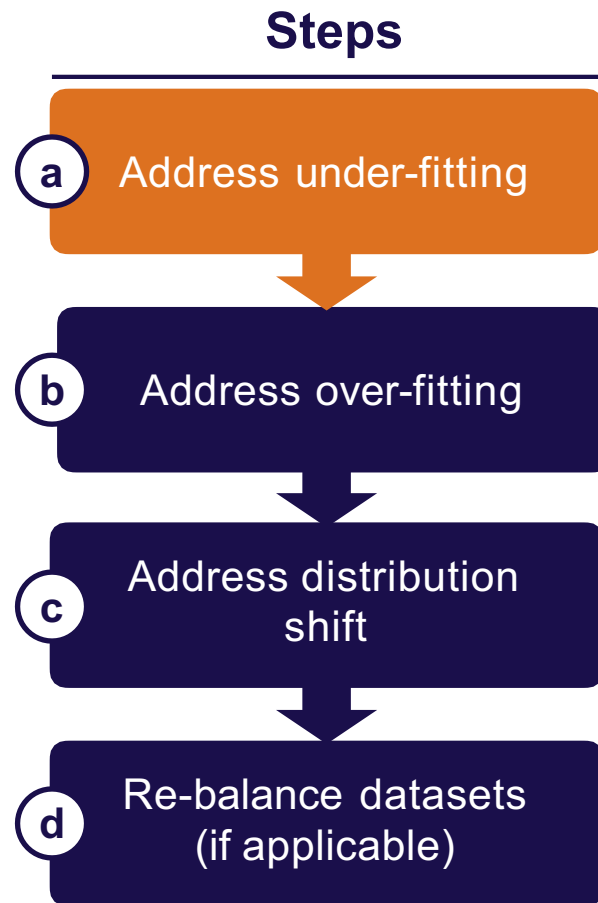 Steps
a
Address under-fitting
b
Address over-fitting
c
Address distribution
shift
d
Re-balance datasets
(if applicable)